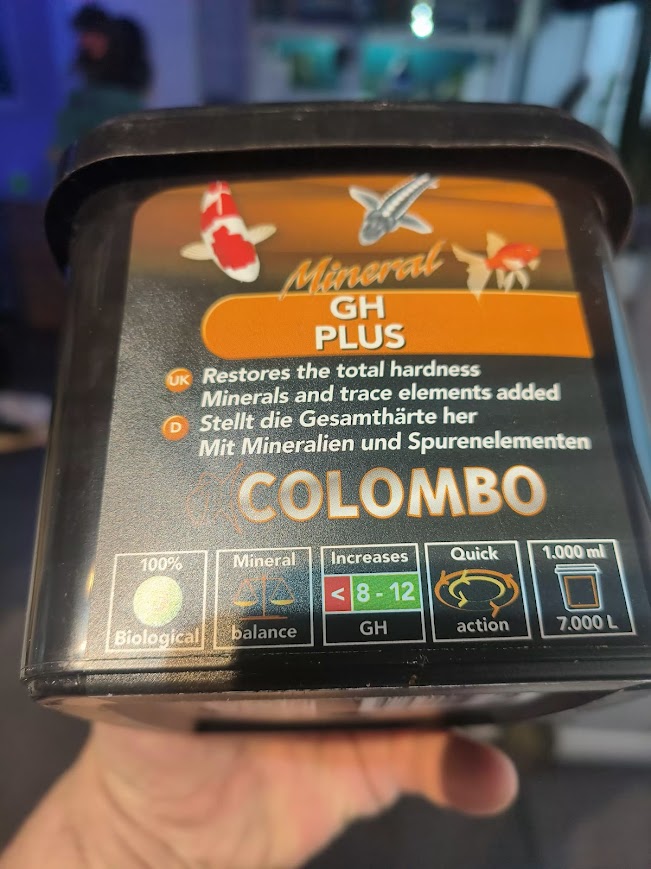 Mineral
GH
PLUS
UK Restores the total hardness
Minerals and trace elements added
D Stellt die Gesamthärte her
Mit Mineralien und Spurenelementen
COLOMBO
100%
Biological
Mineral
balance
Increases
< 8 - 12
GH
Quick
action
1.000 ml
7.000 L